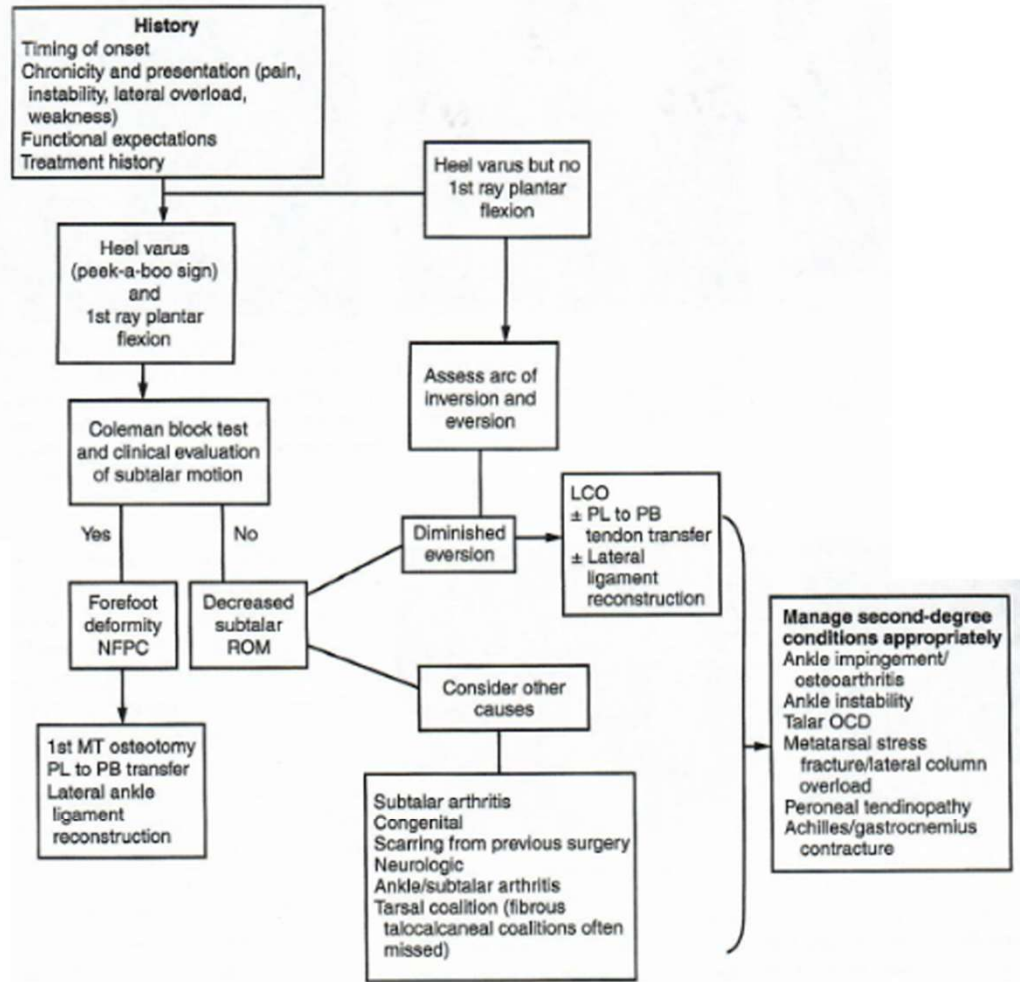 History
Timing of onset
Chronicity and presentation (pain,
instability, lateral overload,
weakness)
Functional expectations
Treatment history
Heel varus but no
1st ray plantar
flexion
Heel varus
(peek-a-boo sign)
and
1st ray plantar
flexion
Assess arc of
inversion and
eversion
Coleman block test
and clinical evaluation
of subtalar motion
Yes
No
Diminished
eversion
LCO
± PL to PB
tendon transfer
± Lateral
ligament
reconstruction
Forefoot
deformity
NFPC
Decreased
subtalar
ROM
Consider other
causes
1st MT osteotomy
PL to PB transfer
Lateral ankle
ligament
reconstruction
Subtalar arthritis
Congenital
Scarring from previous surgery
Neurologic
Ankle/subtalar arthritis
Tarsal coalition (fibrous
talocalcaneal coalitions often
missed)
Manage second-degree
conditions appropriately
Ankle impingement/
osteoarthritis
Ankle instability
Talar OCD
Metatarsal stress
fracture/lateral column
overload
Peroneal tendinopathy
Achilles/gastrocnemius
contracture